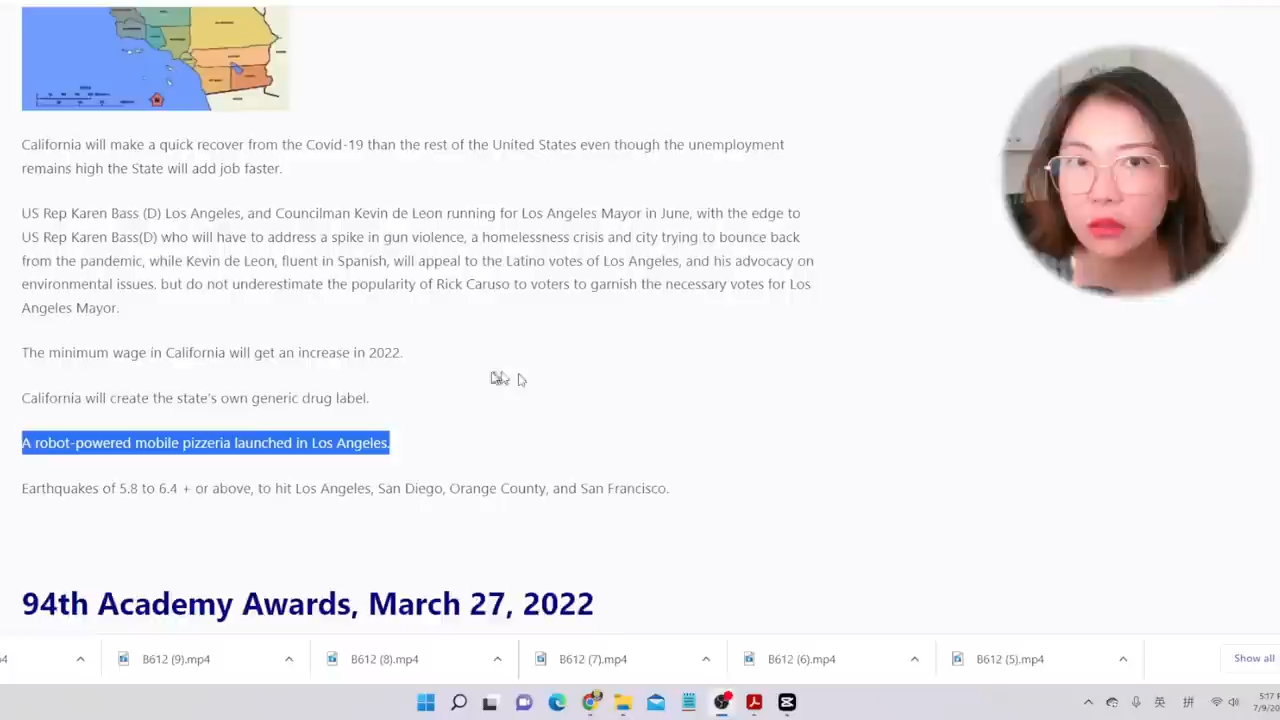 California will make a quick recover from the Covid-19 than the rest of the United States even though the unemployment
remains high the State will add job faster.
US Rep Karen Bass (D) Los Angeles, and Councilman Kevin de Leon running for Los Angeles Mayor in June, with the edge to
US Rep Karen Bass(D) who will have to address a spike in gun violence, a homelessness crisis and city trying to bounce back
from the pandemic, while Kevin de Leon, fluent in Spanish, will appeal to the Latino votes of Los Angeles, and his advocacy on
environmental issues. but do not underestimate the popularity of Rick Caruso to voters to garnish the necessary votes for Los
Angeles Mayor.
The minimum wage in California will get an increase in 2022.
California will create the state's own generic drug label.
A robot-powered mobile pizzeria launched in Los Angeles.
Earthquakes of 5.8 to 6.4 + or above, to hit Los Angeles, San Diego, Orange County, and San Francisco.
94th Academy Awards, March 27, 2022
B612 (9).mp4 B612 (8).mp4 B612 (7).mp4 B612 (6).mp4 B612 (5).mp4 Show all
英 拼 5:17
7/9/20